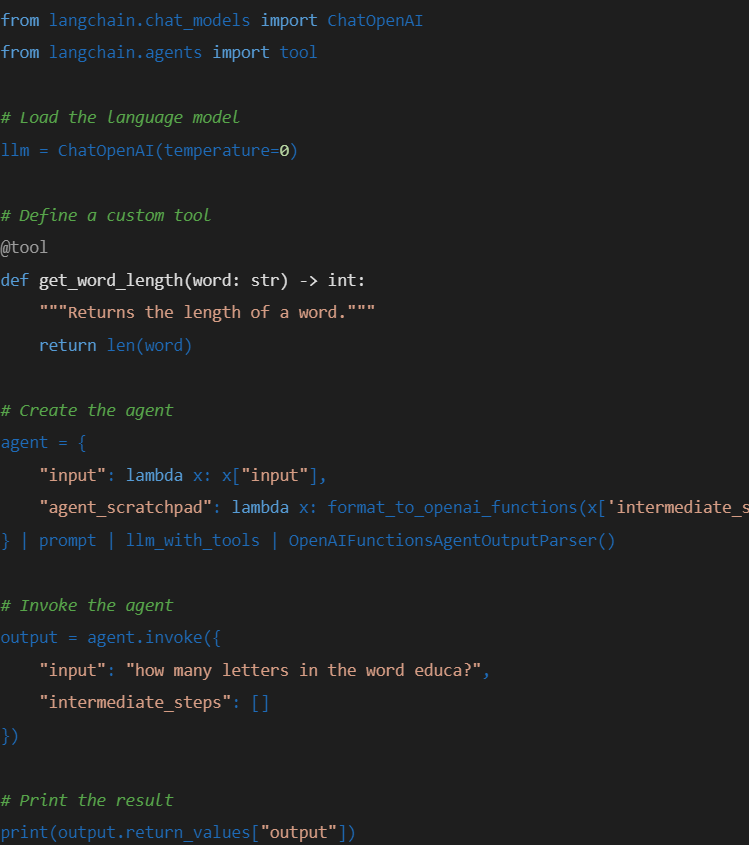 from langchain.chat_models import ChatOpenAI
from langchain.agents import tool
# Load the language model
llm = ChatOpenAI(temperature=0)
# Define a custom tool
@tool
def get_word_length(word: str) -> int:
    """Returns the length of a word."""
    return len(word)
# Create the agent
agent = {
    "input": lambda x: x["input"],
    "agent_scratchpad": lambda x: format_to_openai_functions(x['intermediate_s
} | prompt | llm_with_tools | OpenAIFunctionsAgentOutputParser()
# Invoke the agent
output = agent.invoke({
    "input": "how many letters in the word educa?",
    "intermediate_steps": []
})
# Print the result
print(output.return_values["output"])